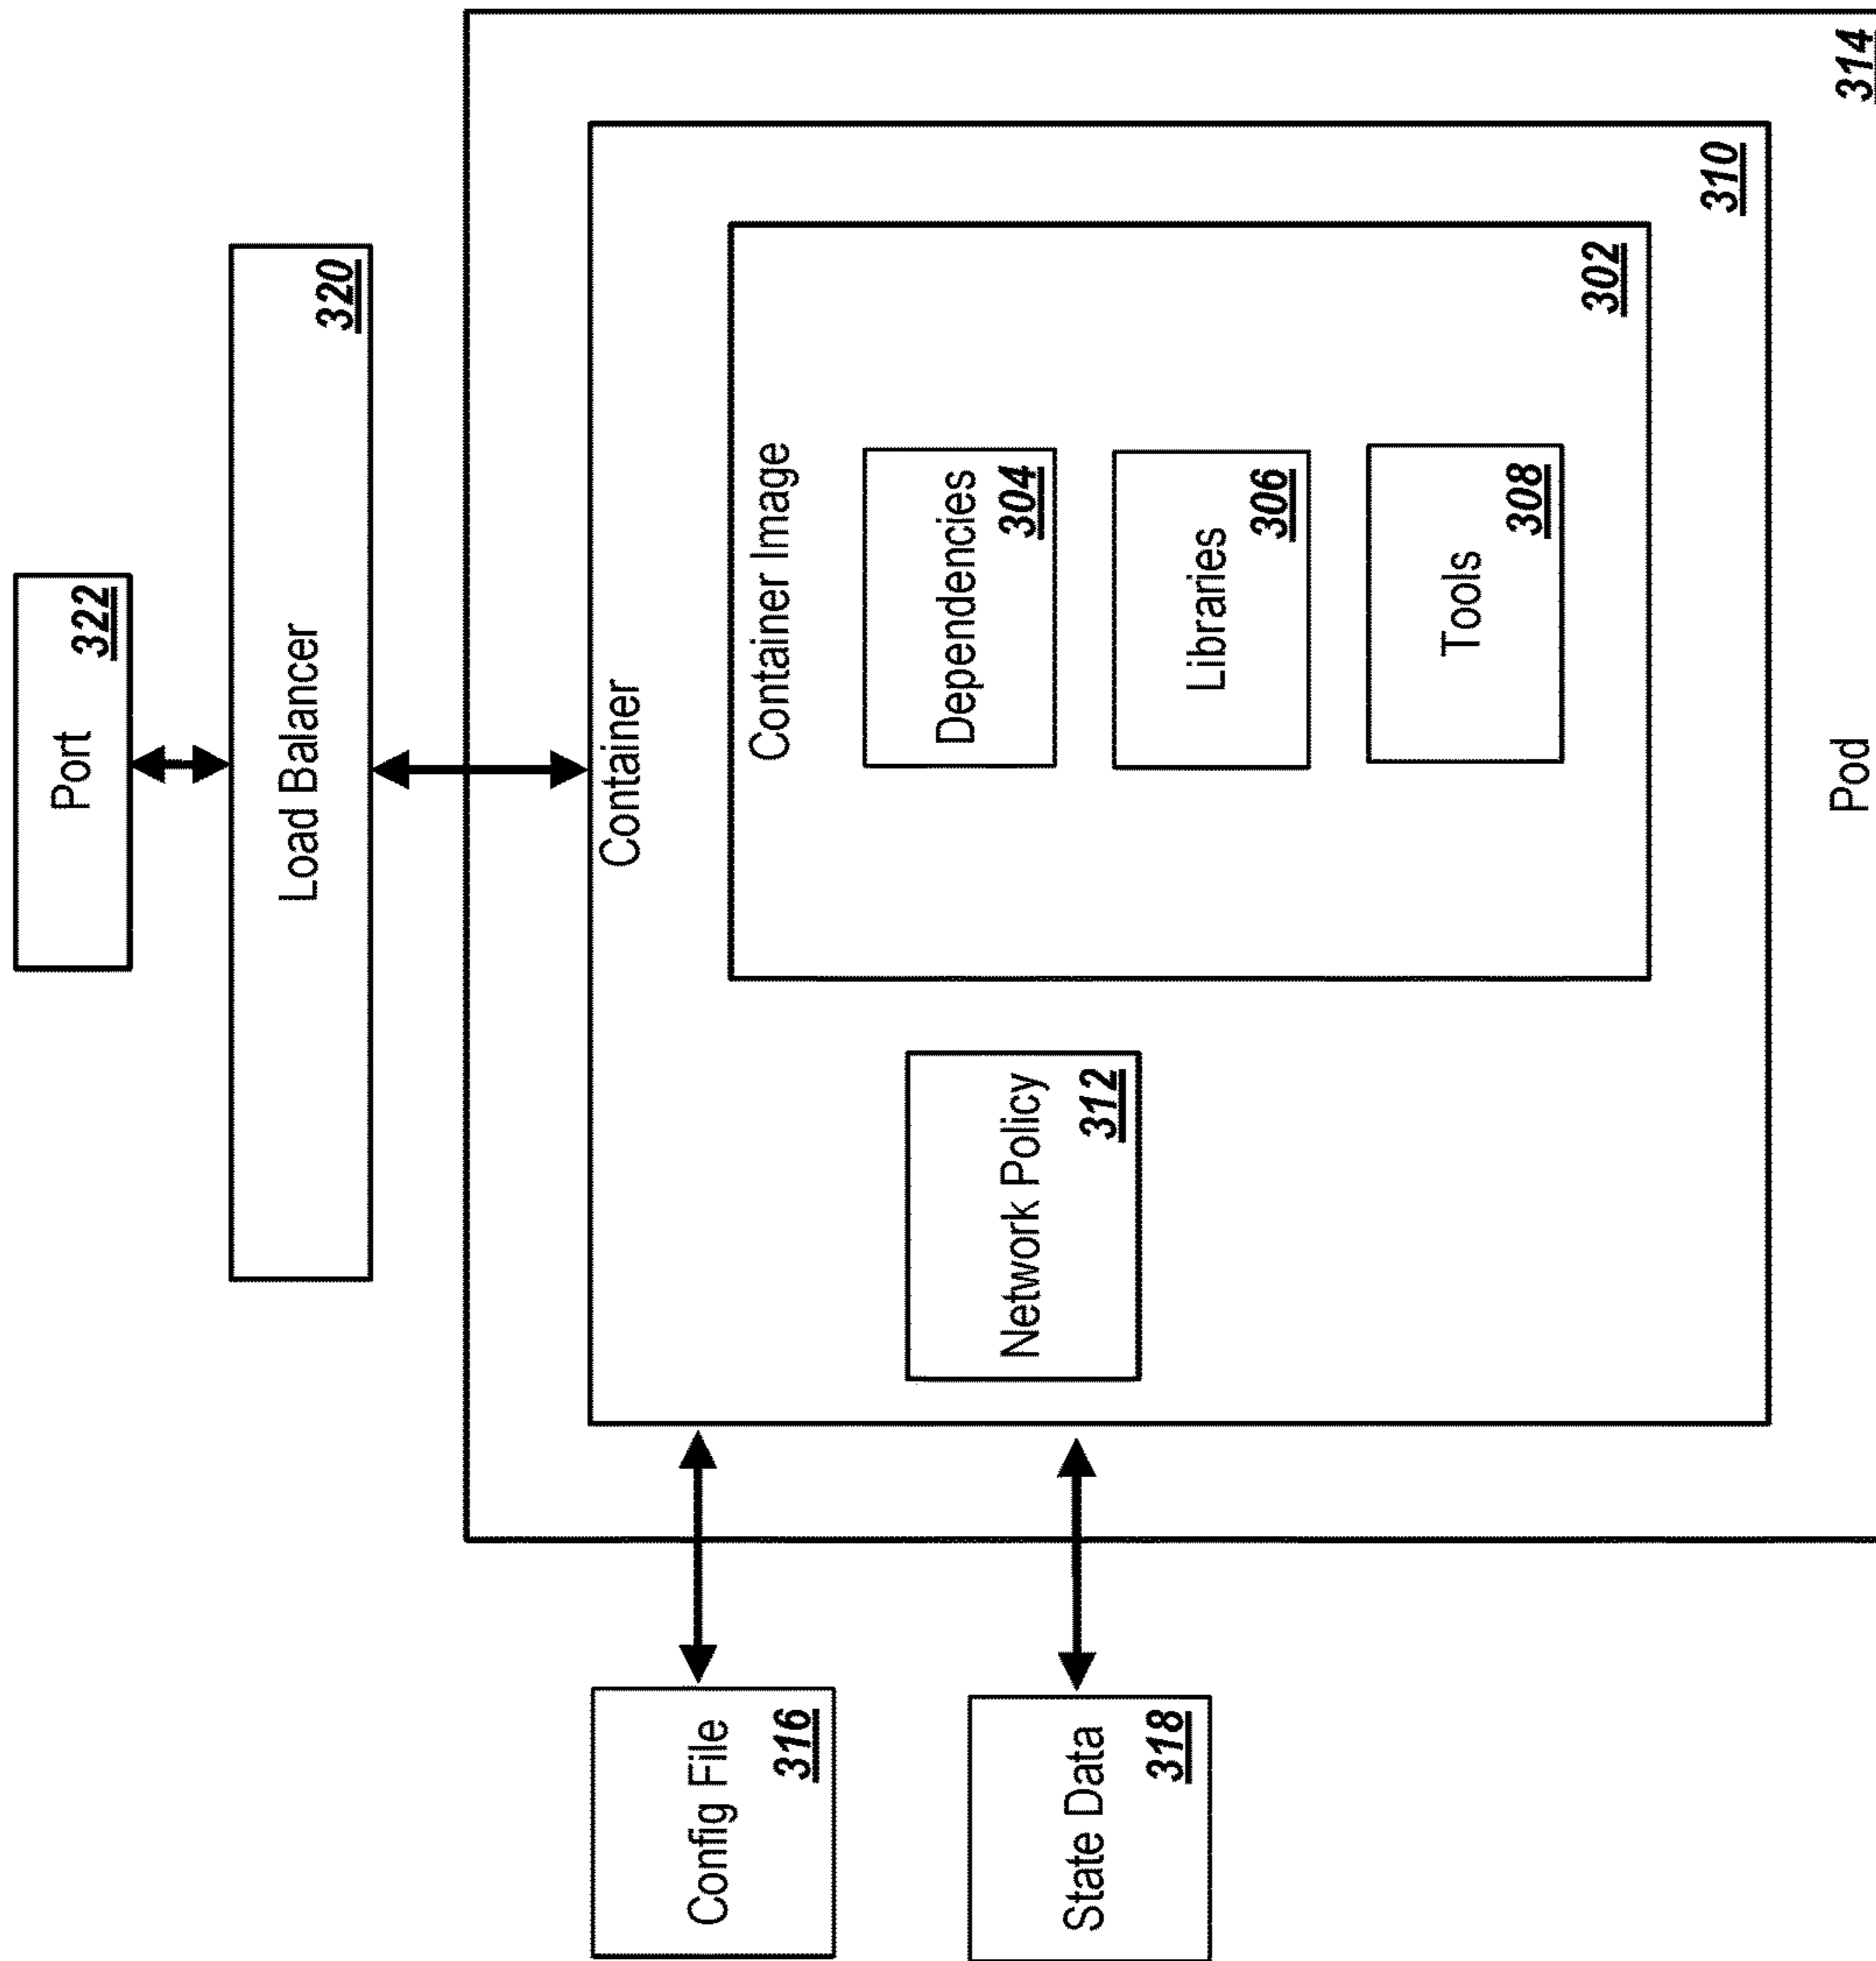 Port
322
Load Balancer
320
Container
Container Image
Dependencies
304
Libraries
306
Tools
308
302
Network Policy
312
310
Pod
314
Config File
316
State Data
318